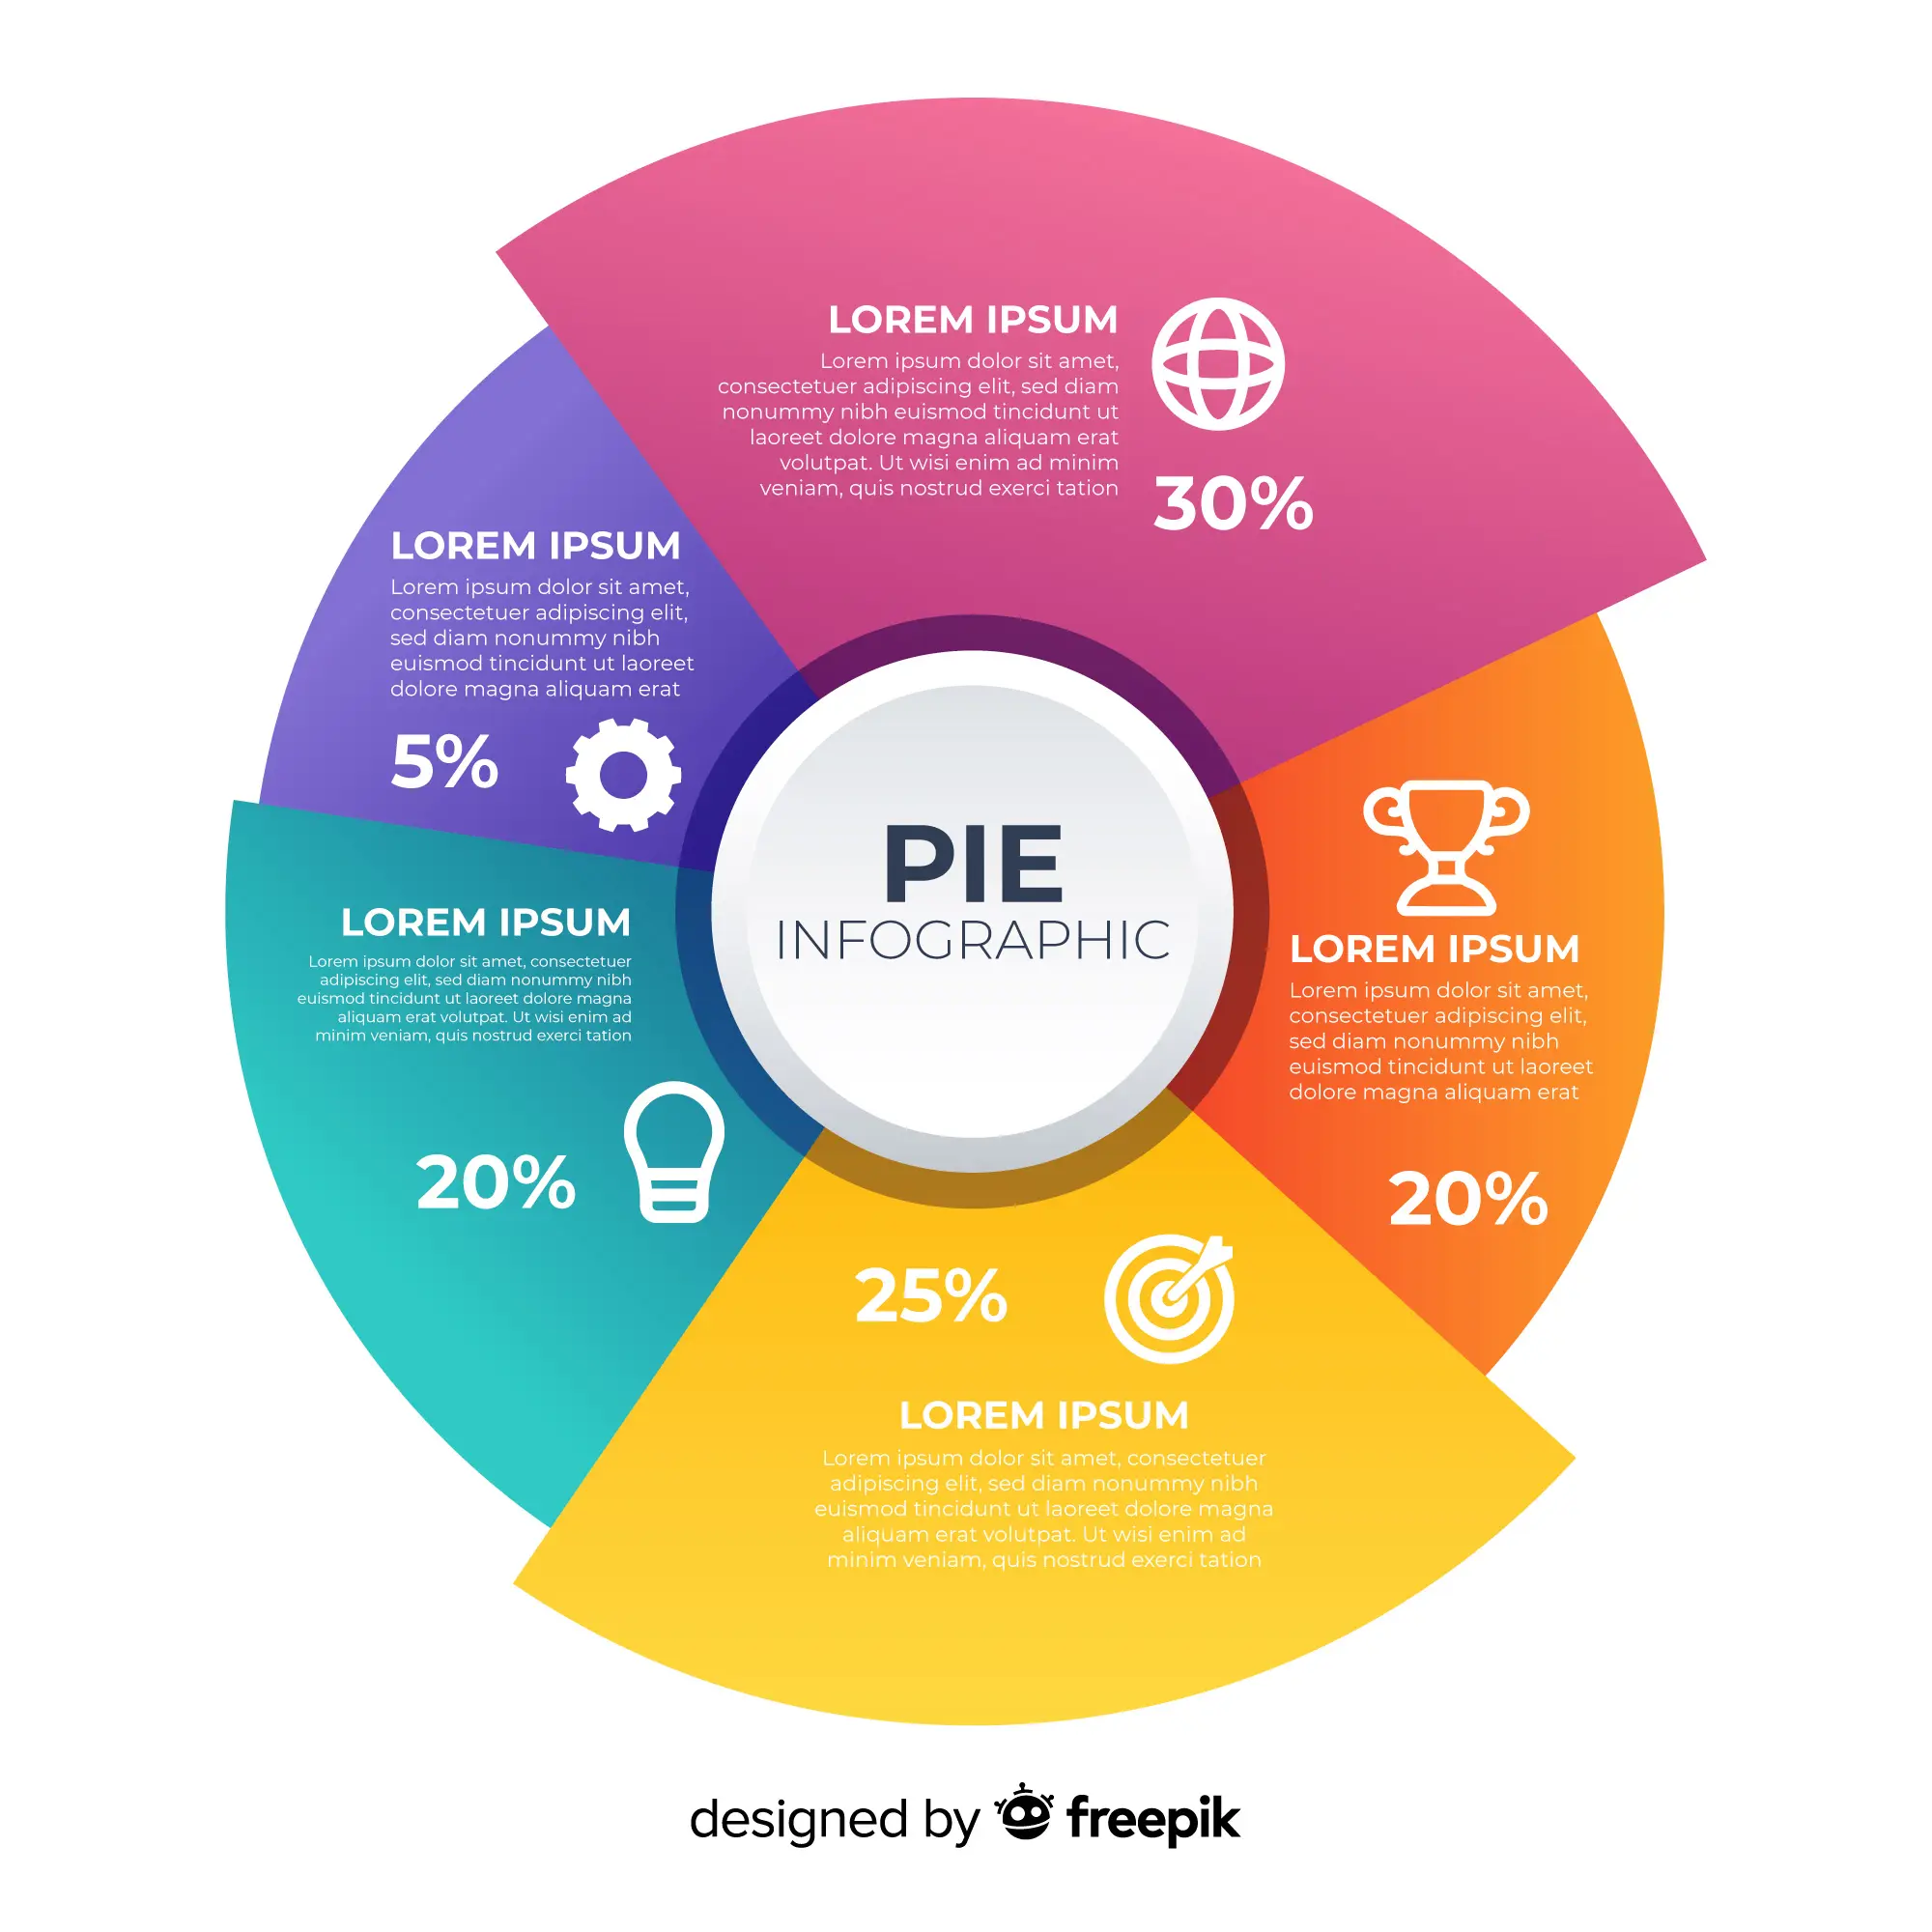 LOREM IPSUM
Lorem ipsum dolor sit amet,
consectetuer adipiscing elit, sed diam
nonummy nibh euismod tincidunt ut
laoreet dolore magna aliquam erat
volutpat. Ut wisi enim ad minim
veniam, quis nostrud exerci tation
30%
LOREM IPSUM
Lorem ipsum dolor sit amet,
consectetuer adipiscing elit,
sed diam nonummy nibh
euismod tincidunt ut laoreet
dolore magna aliquam erat
5%
PIE
INFOGRAPHIC
LOREM IPSUM
Lorem ipsum dolor sit amet,
consectetuer adipiscing elit,
sed diam nonummy nibh
euismod tincidunt ut laoreet
dolore magna aliquam erat
20%
LOREM IPSUM
Lorem ipsum dolor sit amet, consectetuer
adipiscing elit, sed diam nonummy nibh
euismod tincidunt ut laoreet dolore magna
aliquam erat volutpat. Ut wisi enim ad
minim veniam, quis nostrud exerci tation
20%
25%
LOREM IPSUM
Lorem ipsum dolor sit amet, consectetuer
adipiscing elit, sed diam nonummy nibh
euismod tincidunt ut laoreet dolore magna
aliquam erat volutpat. Ut wisi enim ad
minim veniam, quis nostrud exerci tation
designed by freepik